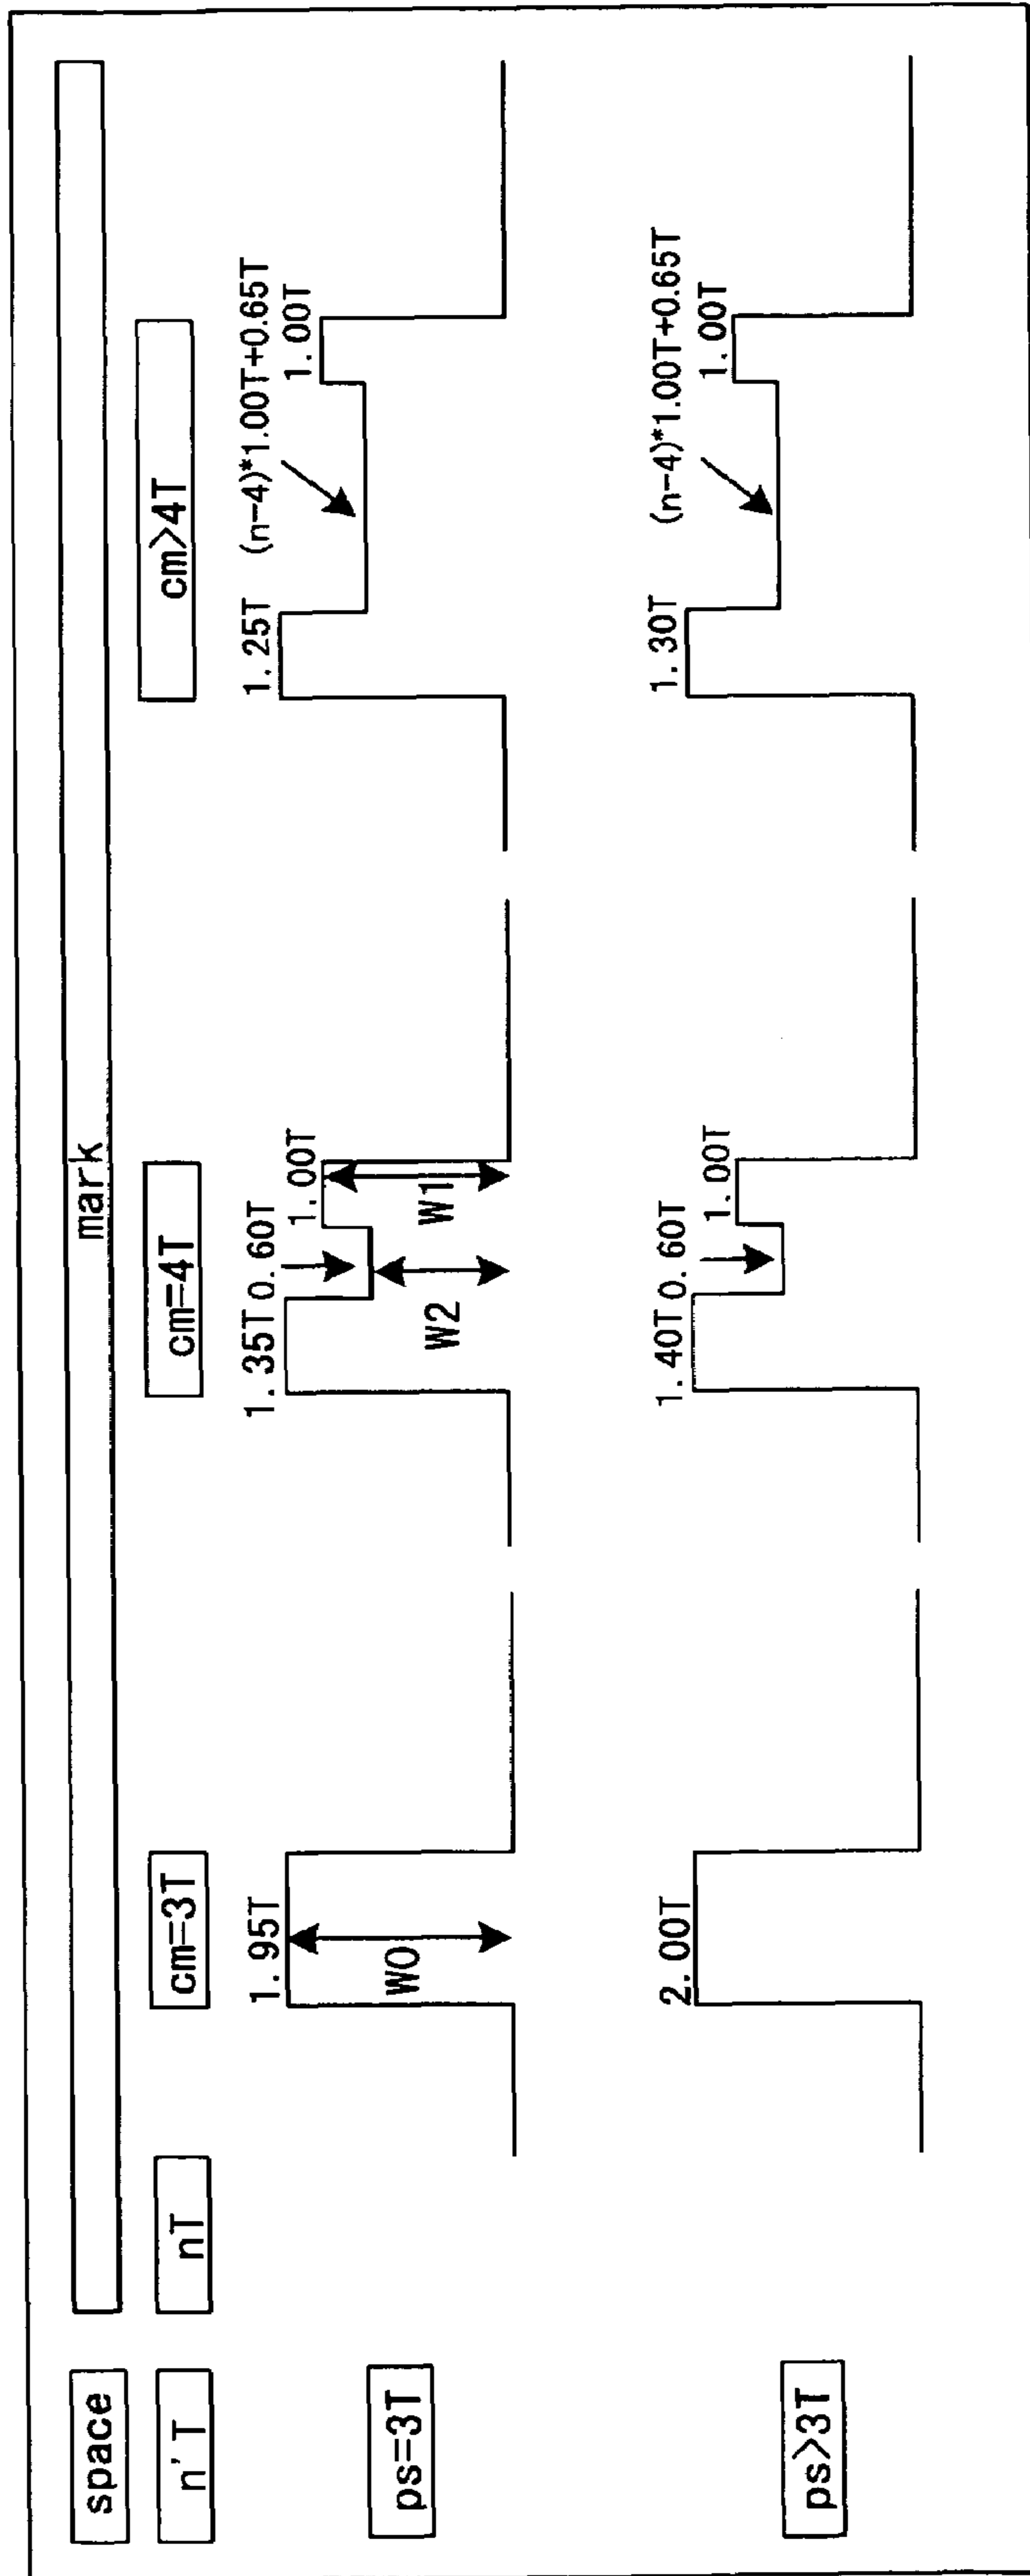 space
mark
n'T
nT
cm=3T
cm=4T
cm>4T
ps=3T
1.95T
W0
1.35T
0.60T
1.00T
W2
W1
1.25T
(n-4)*1.00T+0.65T
1.00T
ps>3T
2.00T
1.40T
0.60T
1.00T
1.30T
(n-4)*1.00T+0.65T
1.00T